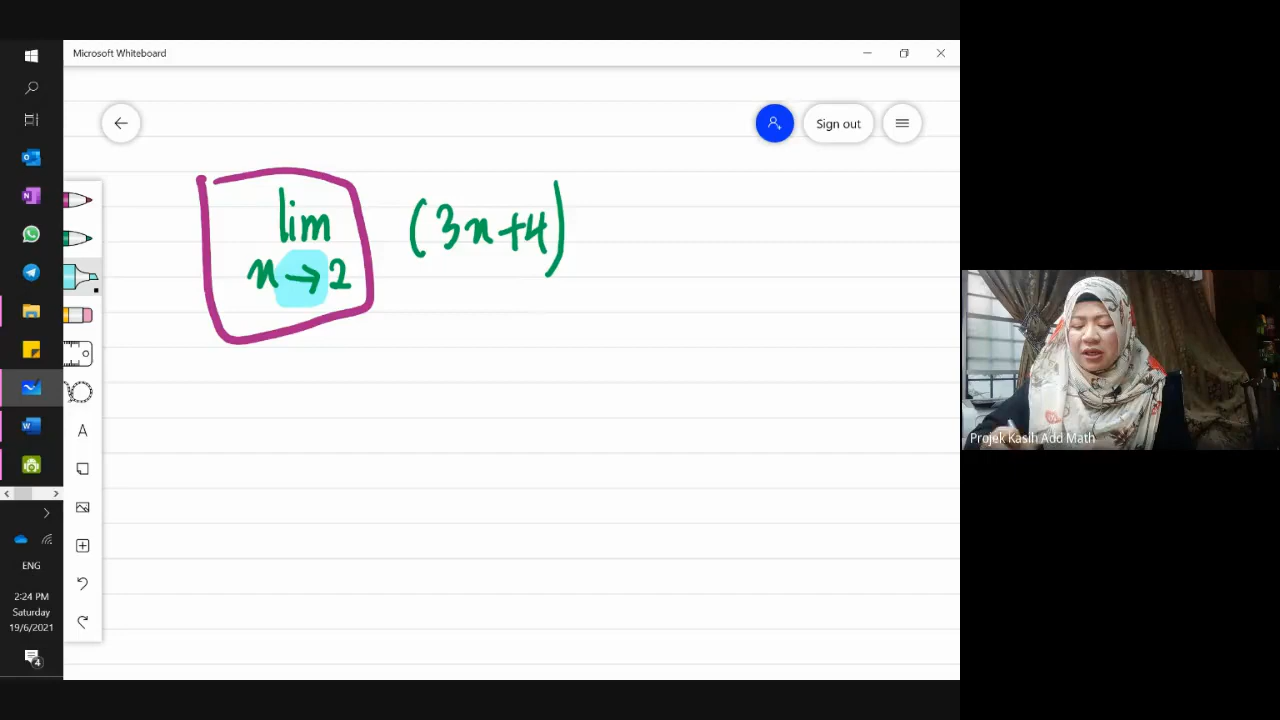 Microsoft Whiteboard
Sign out
lim (3x+4)
x→2
A
W
Projek Kasih Add Math
ENG
2:24 PM
Saturday
19/6/2021
4